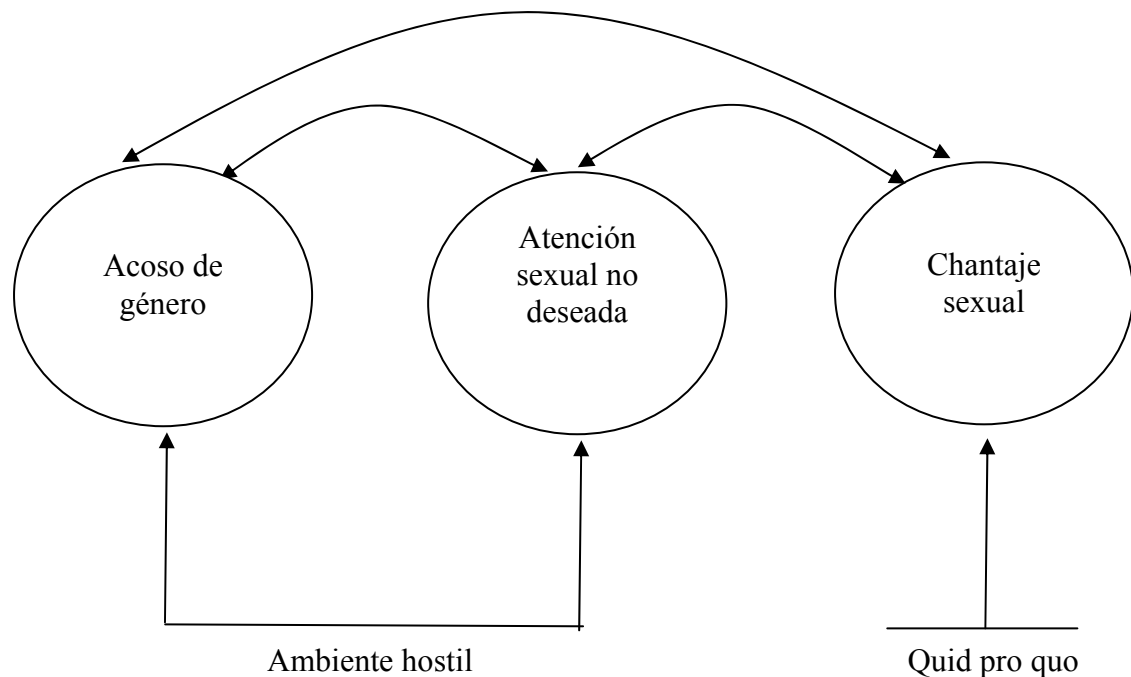 Acoso de
género
Atención
sexual no
deseada
Chantaje
sexual
Ambiente hostil
Quid pro quo